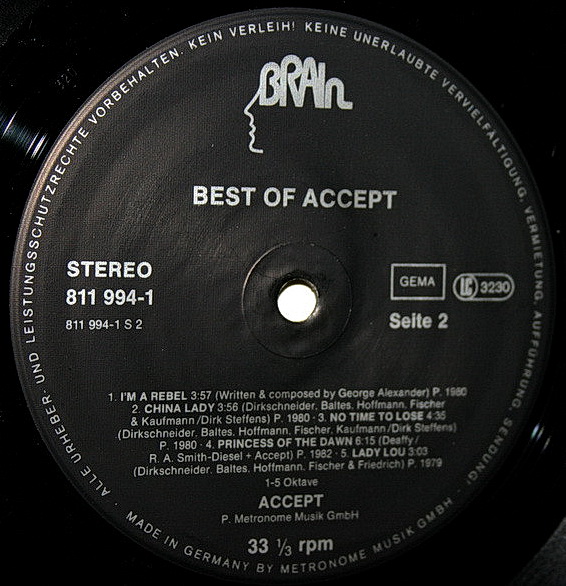 ALLE URHEBER- UND LEISTUNGSSCHUTZRECHTE VORBEHALTEN. KEIN VERLEIH! KEINE UNERLAUBTE VERVIELFÄLTIGUNG, VERMIETUNG, AUFFÜHRUNG, SENDUNG!
BRAIn
BEST OF ACCEPT
STEREO
811 994-1
811 994-1 S 2
GEMA
LC 3230
Seite 2
1. I'M A REBEL 3:57 (Written & composed by George Alexander) P. 1980
2. CHINA LADY 3:56 (Dirkschneider. Baltes. Hoffmann. Fischer
& Kaufmann /Dirk Steffens) P. 1980 · 3. NO TIME TO LOSE 4:35
(Dirkschneider. Baltes. Hoffmann. Fischer. Kaufmann /Dirk Steffens)
P. 1980 · 4. PRINCESS OF THE DAWN 6:15 (Deaffy /
R. A. Smith-Diesel + Accept) P. 1982 · 5. LADY LOU 3:03
(Dirkschneider. Baltes. Hoffmann. Fischer & Friedrich) P. 1979
1-5 Oktave
ACCEPT
P. Metronome Musik GmbH
33 ⅓ rpm
· MADE IN GERMANY BY METRONOME MUSIK GMBH ·